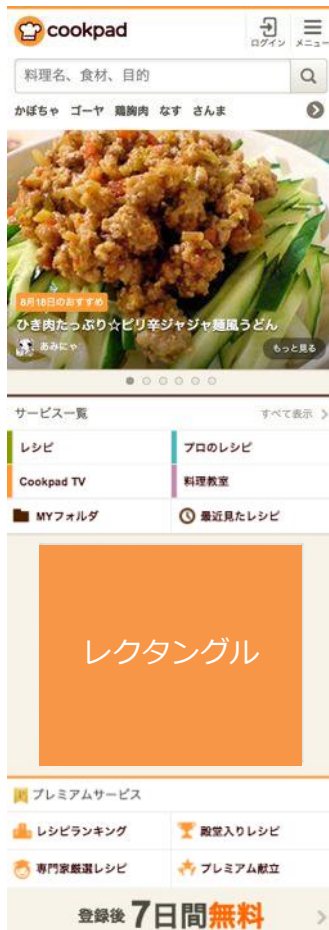 cookpad
ログイン メニュー
料理名、食材、目的
かぼちゃ ゴーヤ 鶏胸肉 なす さんま
8月18日のおすすめ
ひき肉たっぷり☆ピリ辛ジャジャ麺風うどん
あみにゃ
もっと見る
サービス一覧 すべて表示
レシピ プロのレシピ
Cookpad TV 料理教室
MYフォルダ 最近見たレシピ
レクタングル
プレミアムサービス
レシピランキング 殿堂入りレシピ
専門家厳選レシピ プレミアム献立
登録後7日間無料